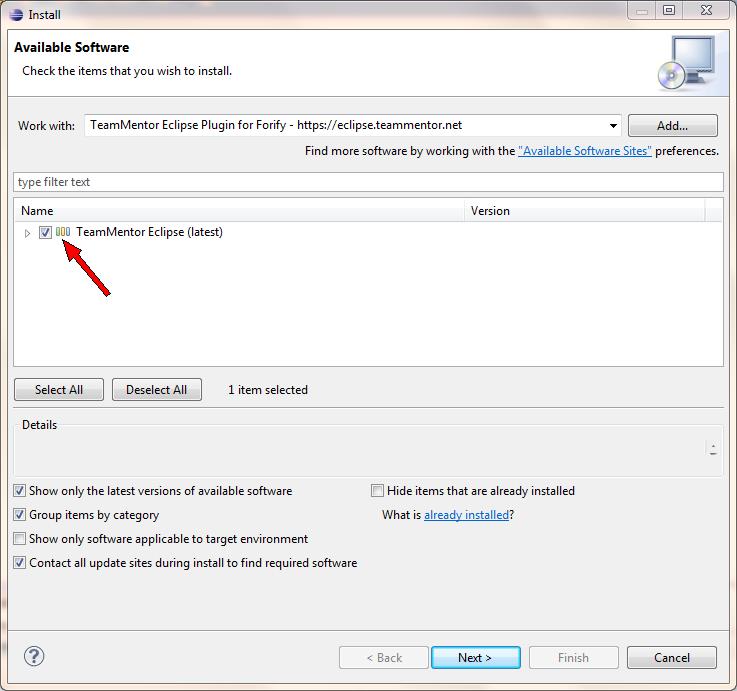 Install
Available Software
Check the items that you wish to install.
Work with: TeamMentor Eclipse Plugin for Forify - https://eclipse.teammentor.net Add...
Find more software by working with the "Available Software Sites" preferences.
type filter text
Name Version
TeamMentor Eclipse (latest)
Select All Deselect All 1 item selected
Details
Show only the latest versions of available software Hide items that are already installed
Group items by category What is already installed?
Show only software applicable to target environment
Contact all update sites during install to find required software
? < Back Next > Finish Cancel